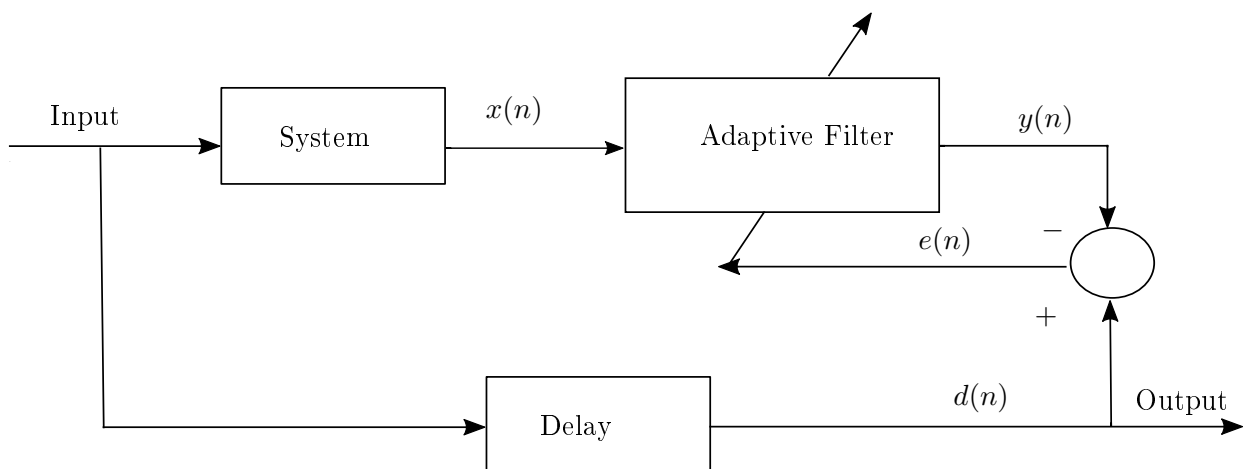 Input
System
x(n)
Adaptive Filter
y(n)
−
e(n)
+
Delay
d(n)
Output